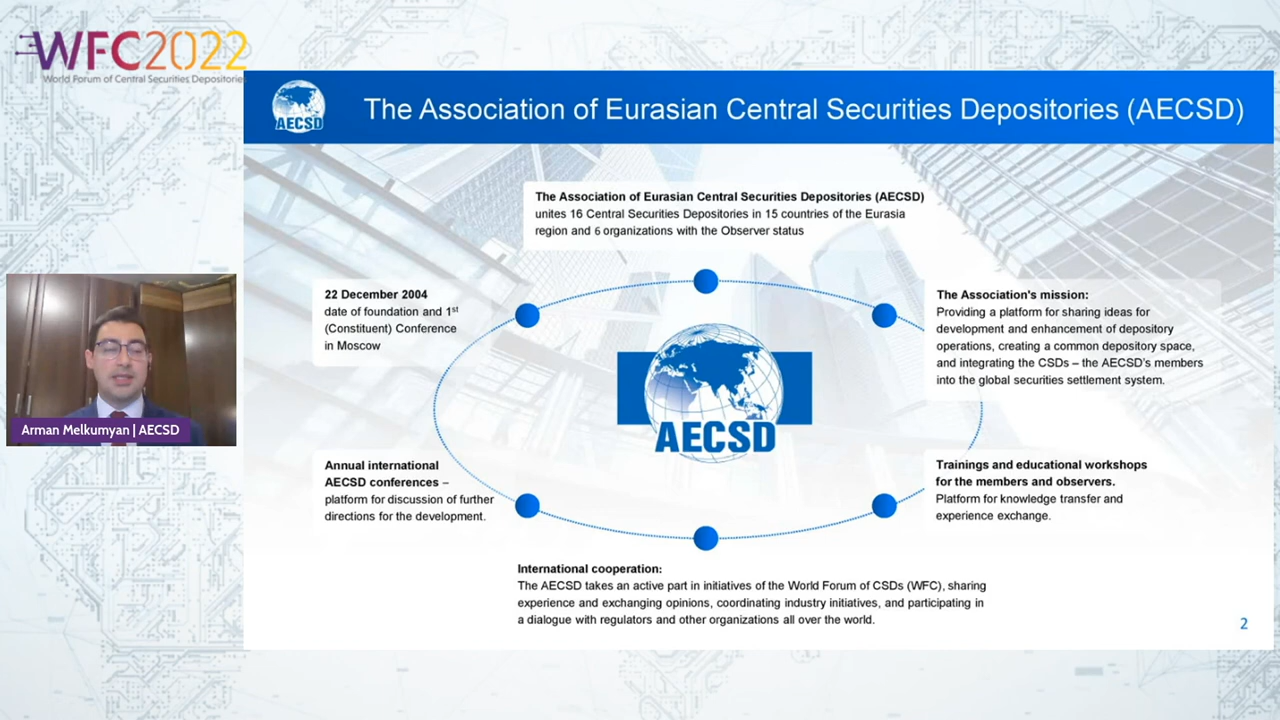 WFC2022
World Forum of Central Securities Depositories
AECSD
The Association of Eurasian Central Securities Depositories (AECSD)
The Association of Eurasian Central Securities Depositories (AECSD)
unites 16 Central Securities Depositories in 15 countries of the Eurasia
region and 6 organizations with the Observer status
22 December 2004
date of foundation and 1st
(Constituent) Conference
in Moscow
The Association's mission:
Providing a platform for sharing ideas for
development and enhancement of depository
operations, creating a common depository space,
and integrating the CSDs – the AECSD's members
into the global securities settlement system.
AECSD
Arman Melkumyan | AECSD
Annual international
AECSD conferences –
platform for discussion of further
directions for the development.
Trainings and educational workshops
for the members and observers.
Platform for knowledge transfer and
experience exchange.
International cooperation:
The AECSD takes an active part in initiatives of the World Forum of CSDs (WFC), sharing
experience and exchanging opinions, coordinating industry initiatives, and participating in
a dialogue with regulators and other organizations all over the world.
2